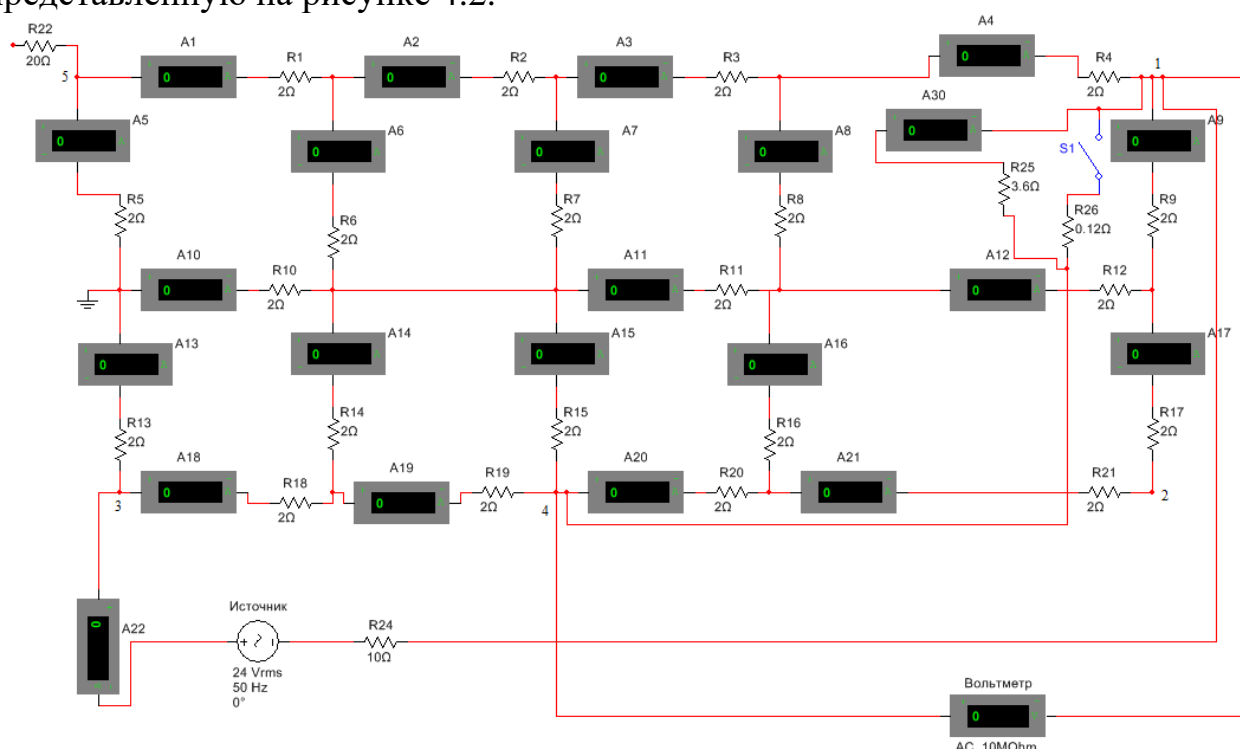 представленную на рисунке 4.2.
R22
20Ω
5
A1
0
R1
2Ω
A2
0
R2
2Ω
A3
0
R3
2Ω
A4
0
R4
2Ω
1
A5
0
A6
0
A7
0
A8
0
A30
0
S1
A9
0
R5
2Ω
R6
2Ω
R7
2Ω
R8
2Ω
R25
3.6Ω
R26
0.12Ω
R9
2Ω
A10
0
R10
2Ω
A11
0
R11
2Ω
A12
0
R12
2Ω
A13
0
A14
0
A15
0
A16
0
A17
0
R13
2Ω
R14
2Ω
R15
2Ω
R16
2Ω
R17
2Ω
3
A18
0
R18
2Ω
A19
0
R19
2Ω
4
A20
0
R20
2Ω
A21
0
R21
2Ω
2
A22
0
Источник
24 Vrms
50 Hz
0°
R24
10Ω
Вольтметр
0
AC 10MOhm